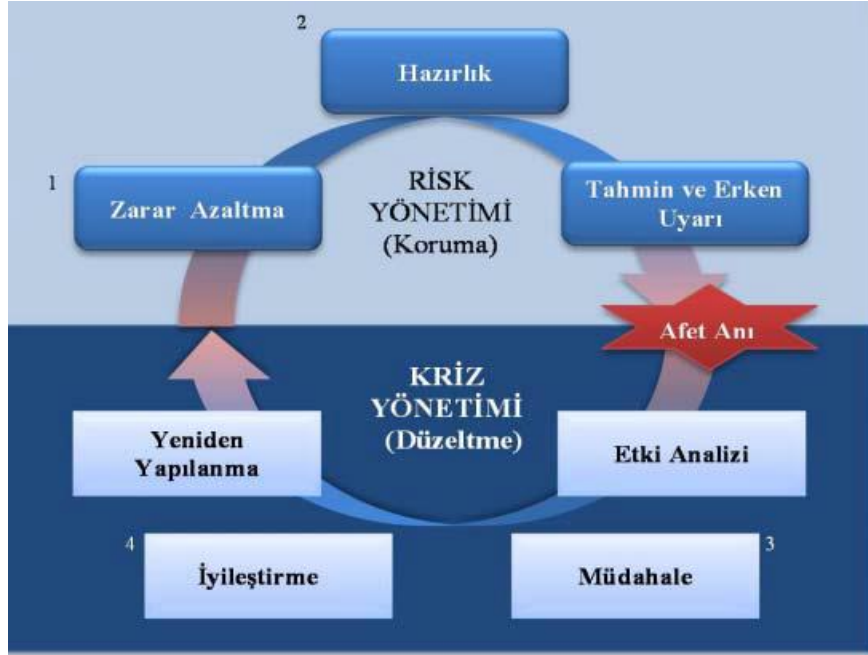 2
Hazırlık
1
Zarar Azaltma
RİSK
YÖNETİMİ
(Koruma)
Tahmin ve Erken
Uyarı
Afet Anı
KRİZ
YÖNETİMİ
(Düzeltme)
Yeniden
Yapılanma
Etki Analizi
4
İyileştirme
Müdahale
3